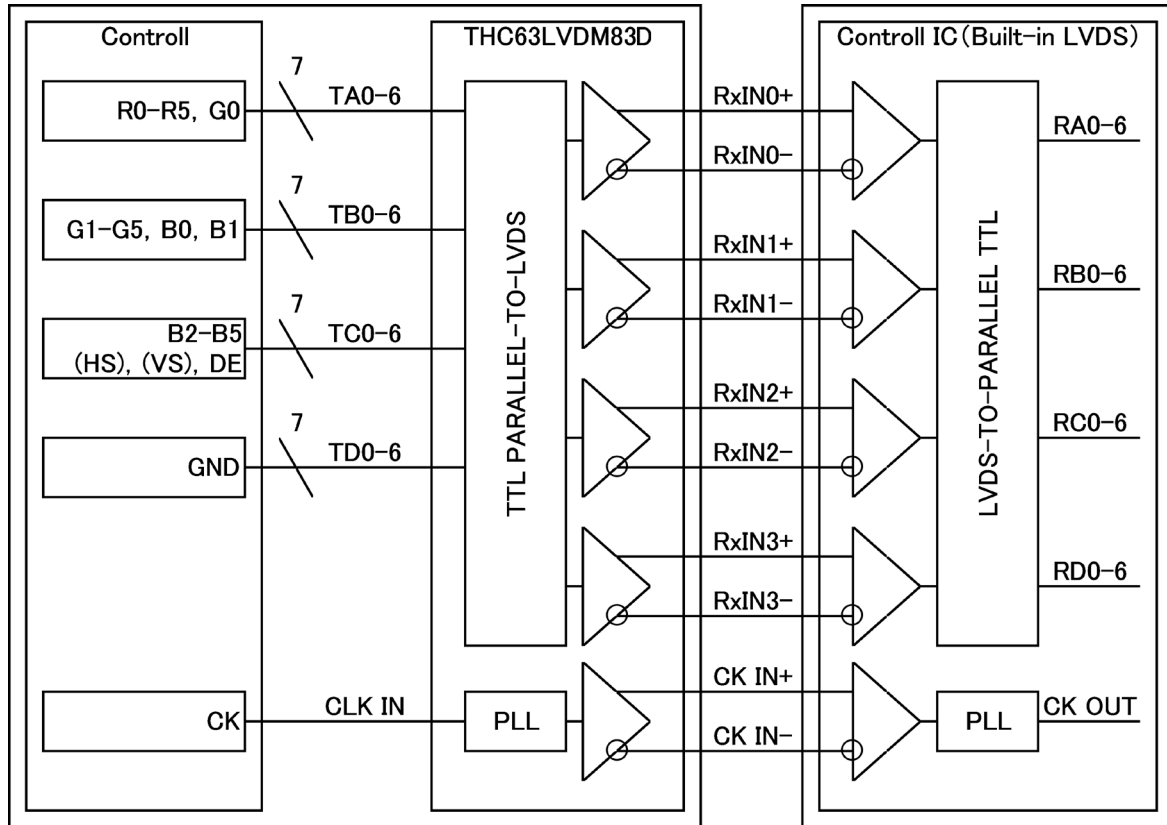 Controll
THC63LVDM83D
Controll IC(Built-in LVDS)
R0-R5, G0
7
TA0-6
RxIN0+
RxIN0-
RA0-6
G1-G5, B0, B1
7
TB0-6
RxIN1+
RxIN1-
RB0-6
B2-B5
(HS), (VS), DE
7
TC0-6
RxIN2+
RxIN2-
RC0-6
GND
7
TD0-6
RxIN3+
RxIN3-
RD0-6
TTL PARALLEL-TO-LVDS
LVDS-TO-PARALLEL TTL
CK
CLK IN
PLL
CK IN+
CK IN-
PLL
CK OUT